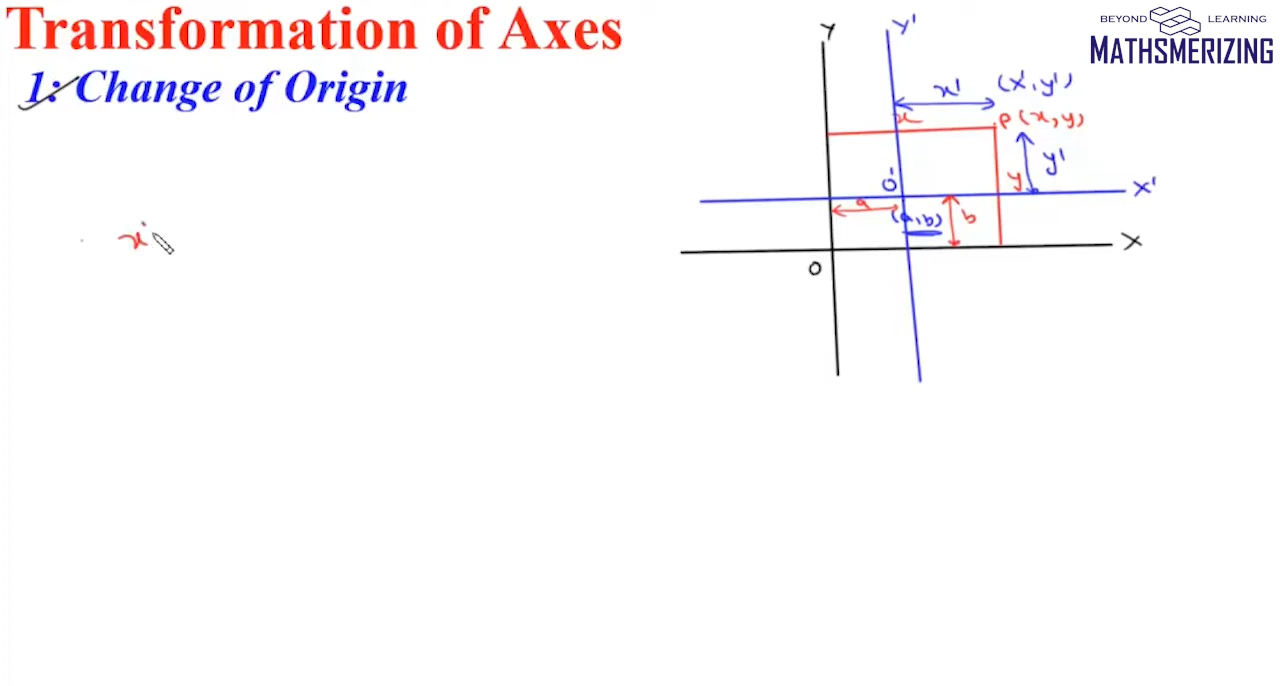 Transformation of Axes
1: Change of Origin
BEYOND LEARNING
MATHSMERIZING
Y
Y'
x'
(x', y')
x
P(x, y)
y'
O'
y
X'
a
(a, b)
b
X
O
x'